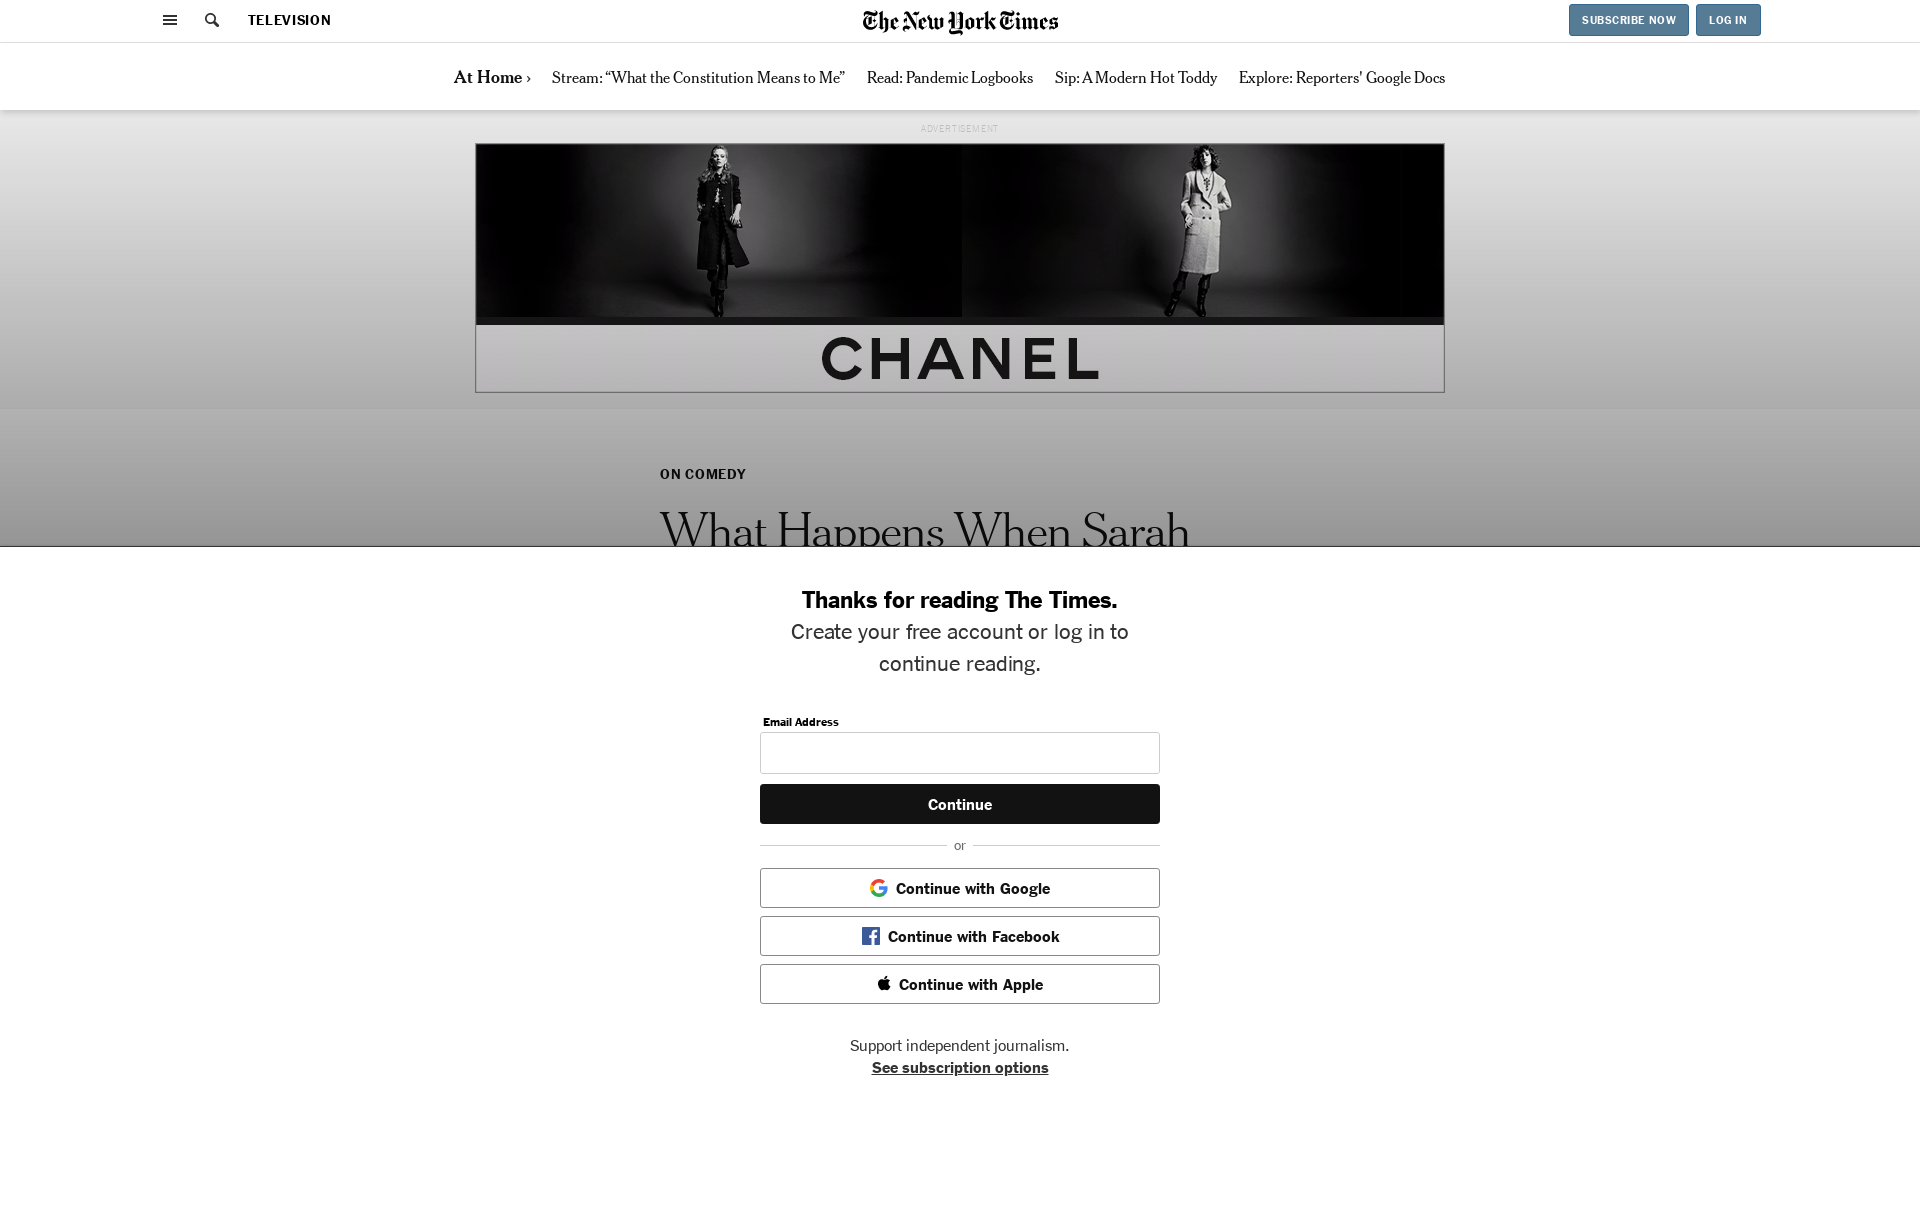 TELEVISION
The New York Times
SUBSCRIBE NOW
LOG IN
At Home ›
Stream: “What the Constitution Means to Me”
Read: Pandemic Logbooks
Sip: A Modern Hot Toddy
Explore: Reporters' Google Docs
ADVERTISEMENT
CHANEL
ON COMEDY
What Happens When Sarah
Thanks for reading The Times.
Create your free account or log in to
continue reading.
Email Address
Continue
or
Continue with Google
Continue with Facebook
Continue with Apple
Support independent journalism.
See subscription options